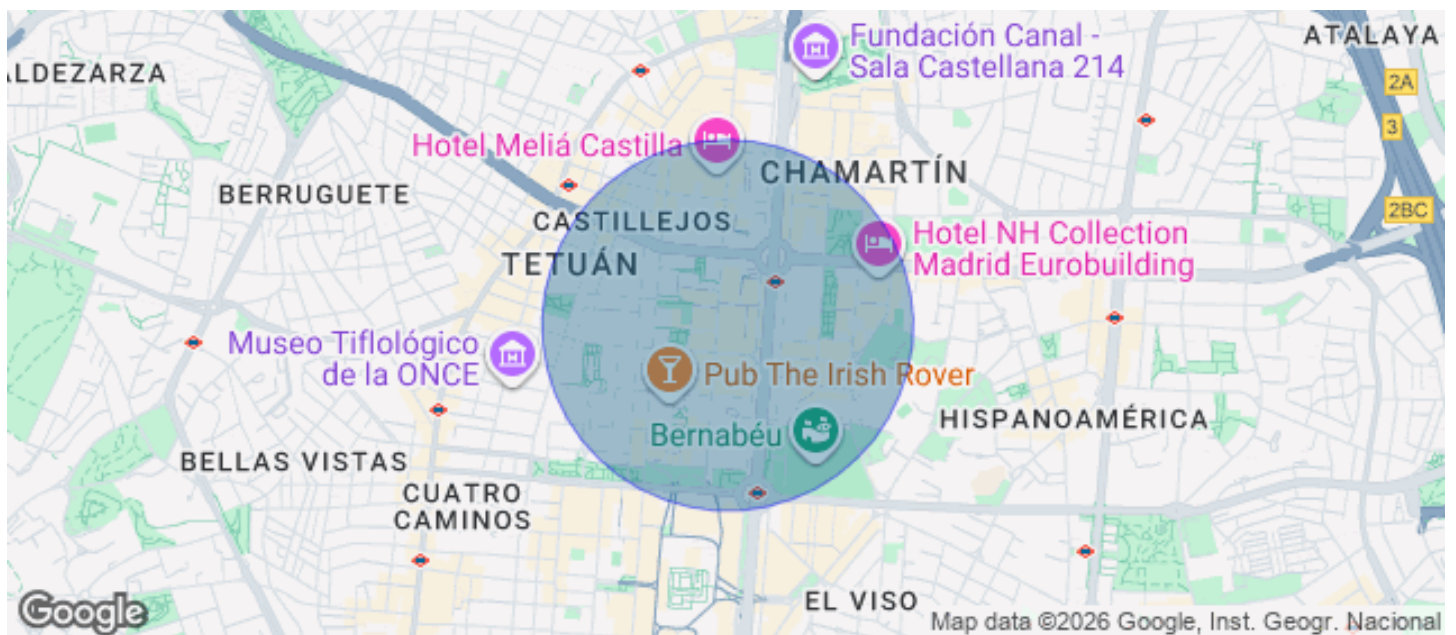 Fundación Canal -
Sala Castellana 214
ATALAYA
ALDEZARZA
2A
3
Hotel Meliá Castilla
CHAMARTÍN
BERRUGUETE
CASTILLEJOS
2BC
Hotel NH Collection
Madrid Eurobuilding
TETUÁN
Museo Tiflológico
de la ONCE
Pub The Irish Rover
HISPANOAMÉRICA
Bernabéu
BELLAS VISTAS
CUATRO
CAMINOS
EL VISO
Google
Map data ©2026 Google, Inst. Geogr. Nacional